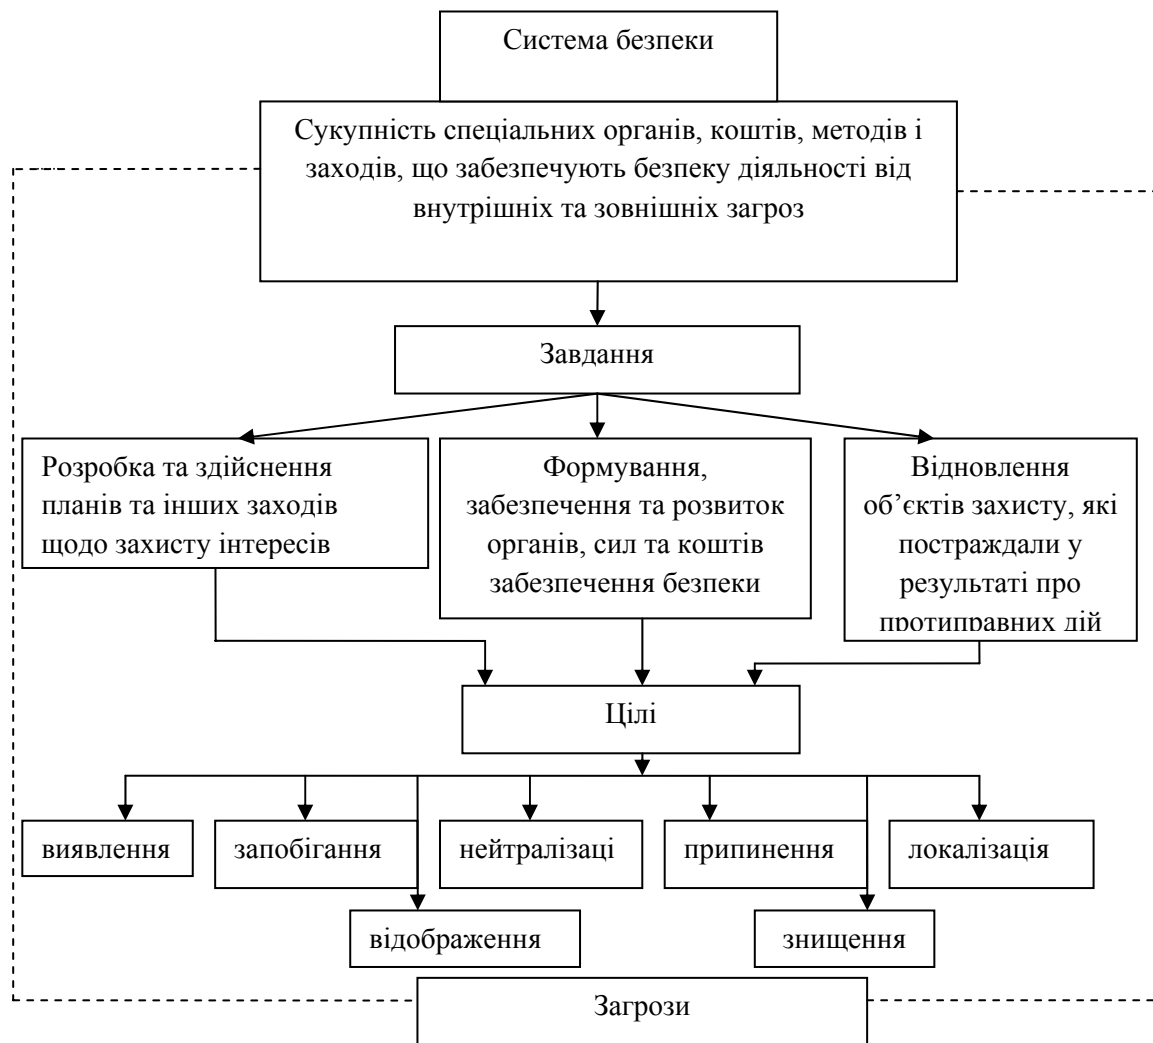 Система безпеки
Сукупність спеціальних органів, коштів, методів і
заходів, що забезпечують безпеку діяльності від
внутрішніх та зовнішніх загроз
Завдання
Розробка та здійснення
планів та інших заходів
щодо захисту інтересів
Формування,
забезпечення та розвиток
органів, сил та коштів
забезпечення безпеки
Відновлення
об’єктів захисту, які
постраждали у
результаті про
протиправних дій
Цілі
виявлення
запобігання
нейтралізаці
припинення
локалізація
відображення
знищення
Загрози